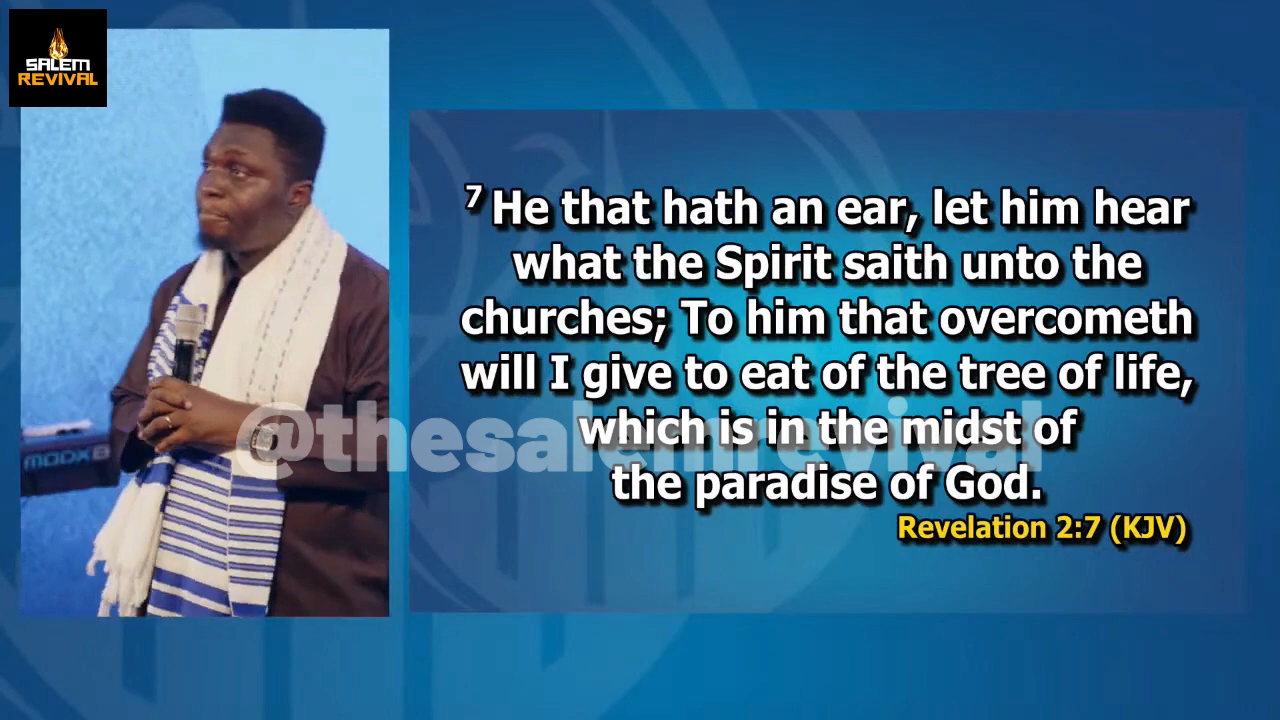 SALEM
REVIVAL
MODX 8
7 He that hath an ear, let him hear
what the Spirit saith unto the
churches; To him that overcometh
will I give to eat of the tree of life,
which is in the midst of
the paradise of God.
Revelation 2:7 (KJV)
@thesalemrevival